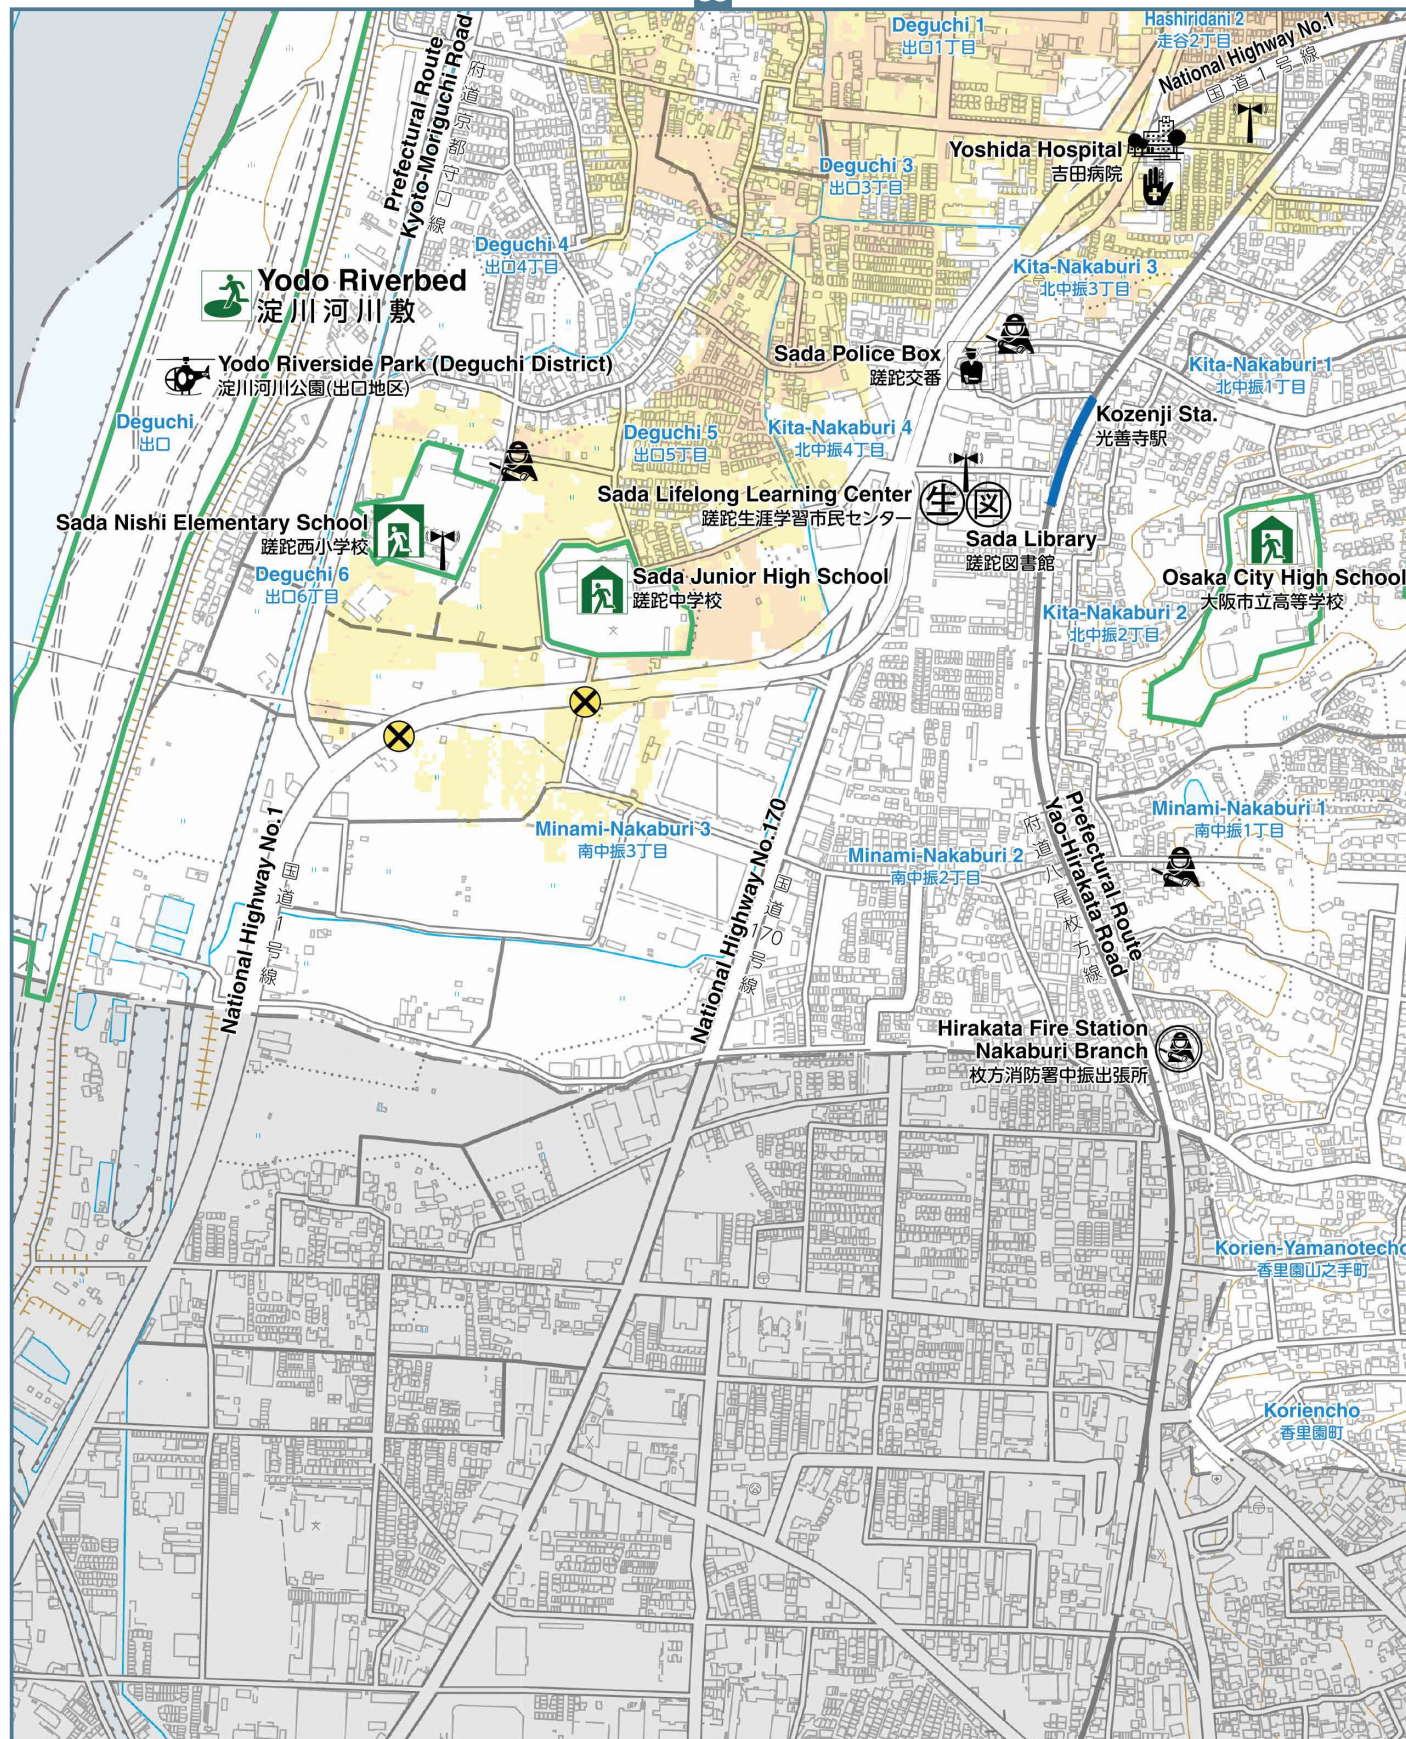 Deguchi 1
出口1丁目
Hashiridani 2
走谷2丁目
National Highway No.1
国道1号線
Prefectural Route
Kyoto-Moriguchi Road
府道京都守口線
Yoshida Hospital
吉田病院
Deguchi 3
出口3丁目
Deguchi 4
出口4丁目
Kita-Nakaburi 3
北中振3丁目
Yodo Riverbed
淀川河川敷
Yodo Riverside Park (Deguchi District)
淀川河川公園(出口地区)
Sada Police Box
蹉跎交番
Kita-Nakaburi 1
北中振1丁目
Deguchi
出口
Kozenji Sta.
光善寺駅
Deguchi 5
出口5丁目
Kita-Nakaburi 4
北中振4丁目
Sada Lifelong Learning Center
蹉跎生涯学習市民センター
生
図
Sada Library
蹉跎図書館
Sada Nishi Elementary School
蹉跎西小学校
Deguchi 6
出口6丁目
Sada Junior High School
蹉跎中学校
Osaka City High School
大阪市立高等学校
Kita-Nakaburi 2
北中振2丁目
National Highway No.1
国道1号線
Minami-Nakaburi 3
南中振3丁目
National Highway No.170
国道170号線
Minami-Nakaburi 2
南中振2丁目
Prefectural Route
Yao-Hirakata Road
府道八尾枚方線
Minami-Nakaburi 1
南中振1丁目
Hirakata Fire Station
Nakaburi Branch
枚方消防署中振出張所
Korien-Yamanotecho
香里園山之手町
Koriencho
香里園町